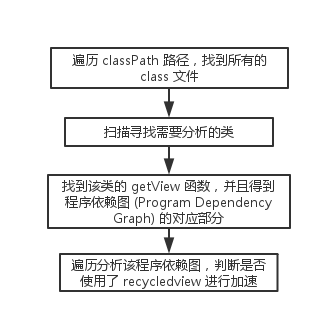 遍历 classPath 路径，找到所有的
class 文件
扫描寻找需要分析的类
找到该类的 getView 函数，并且得到
程序依赖图 (Program Dependency
Graph) 的对应部分
遍历分析该程序依赖图，判断是否
使用了 recycledview 进行加速